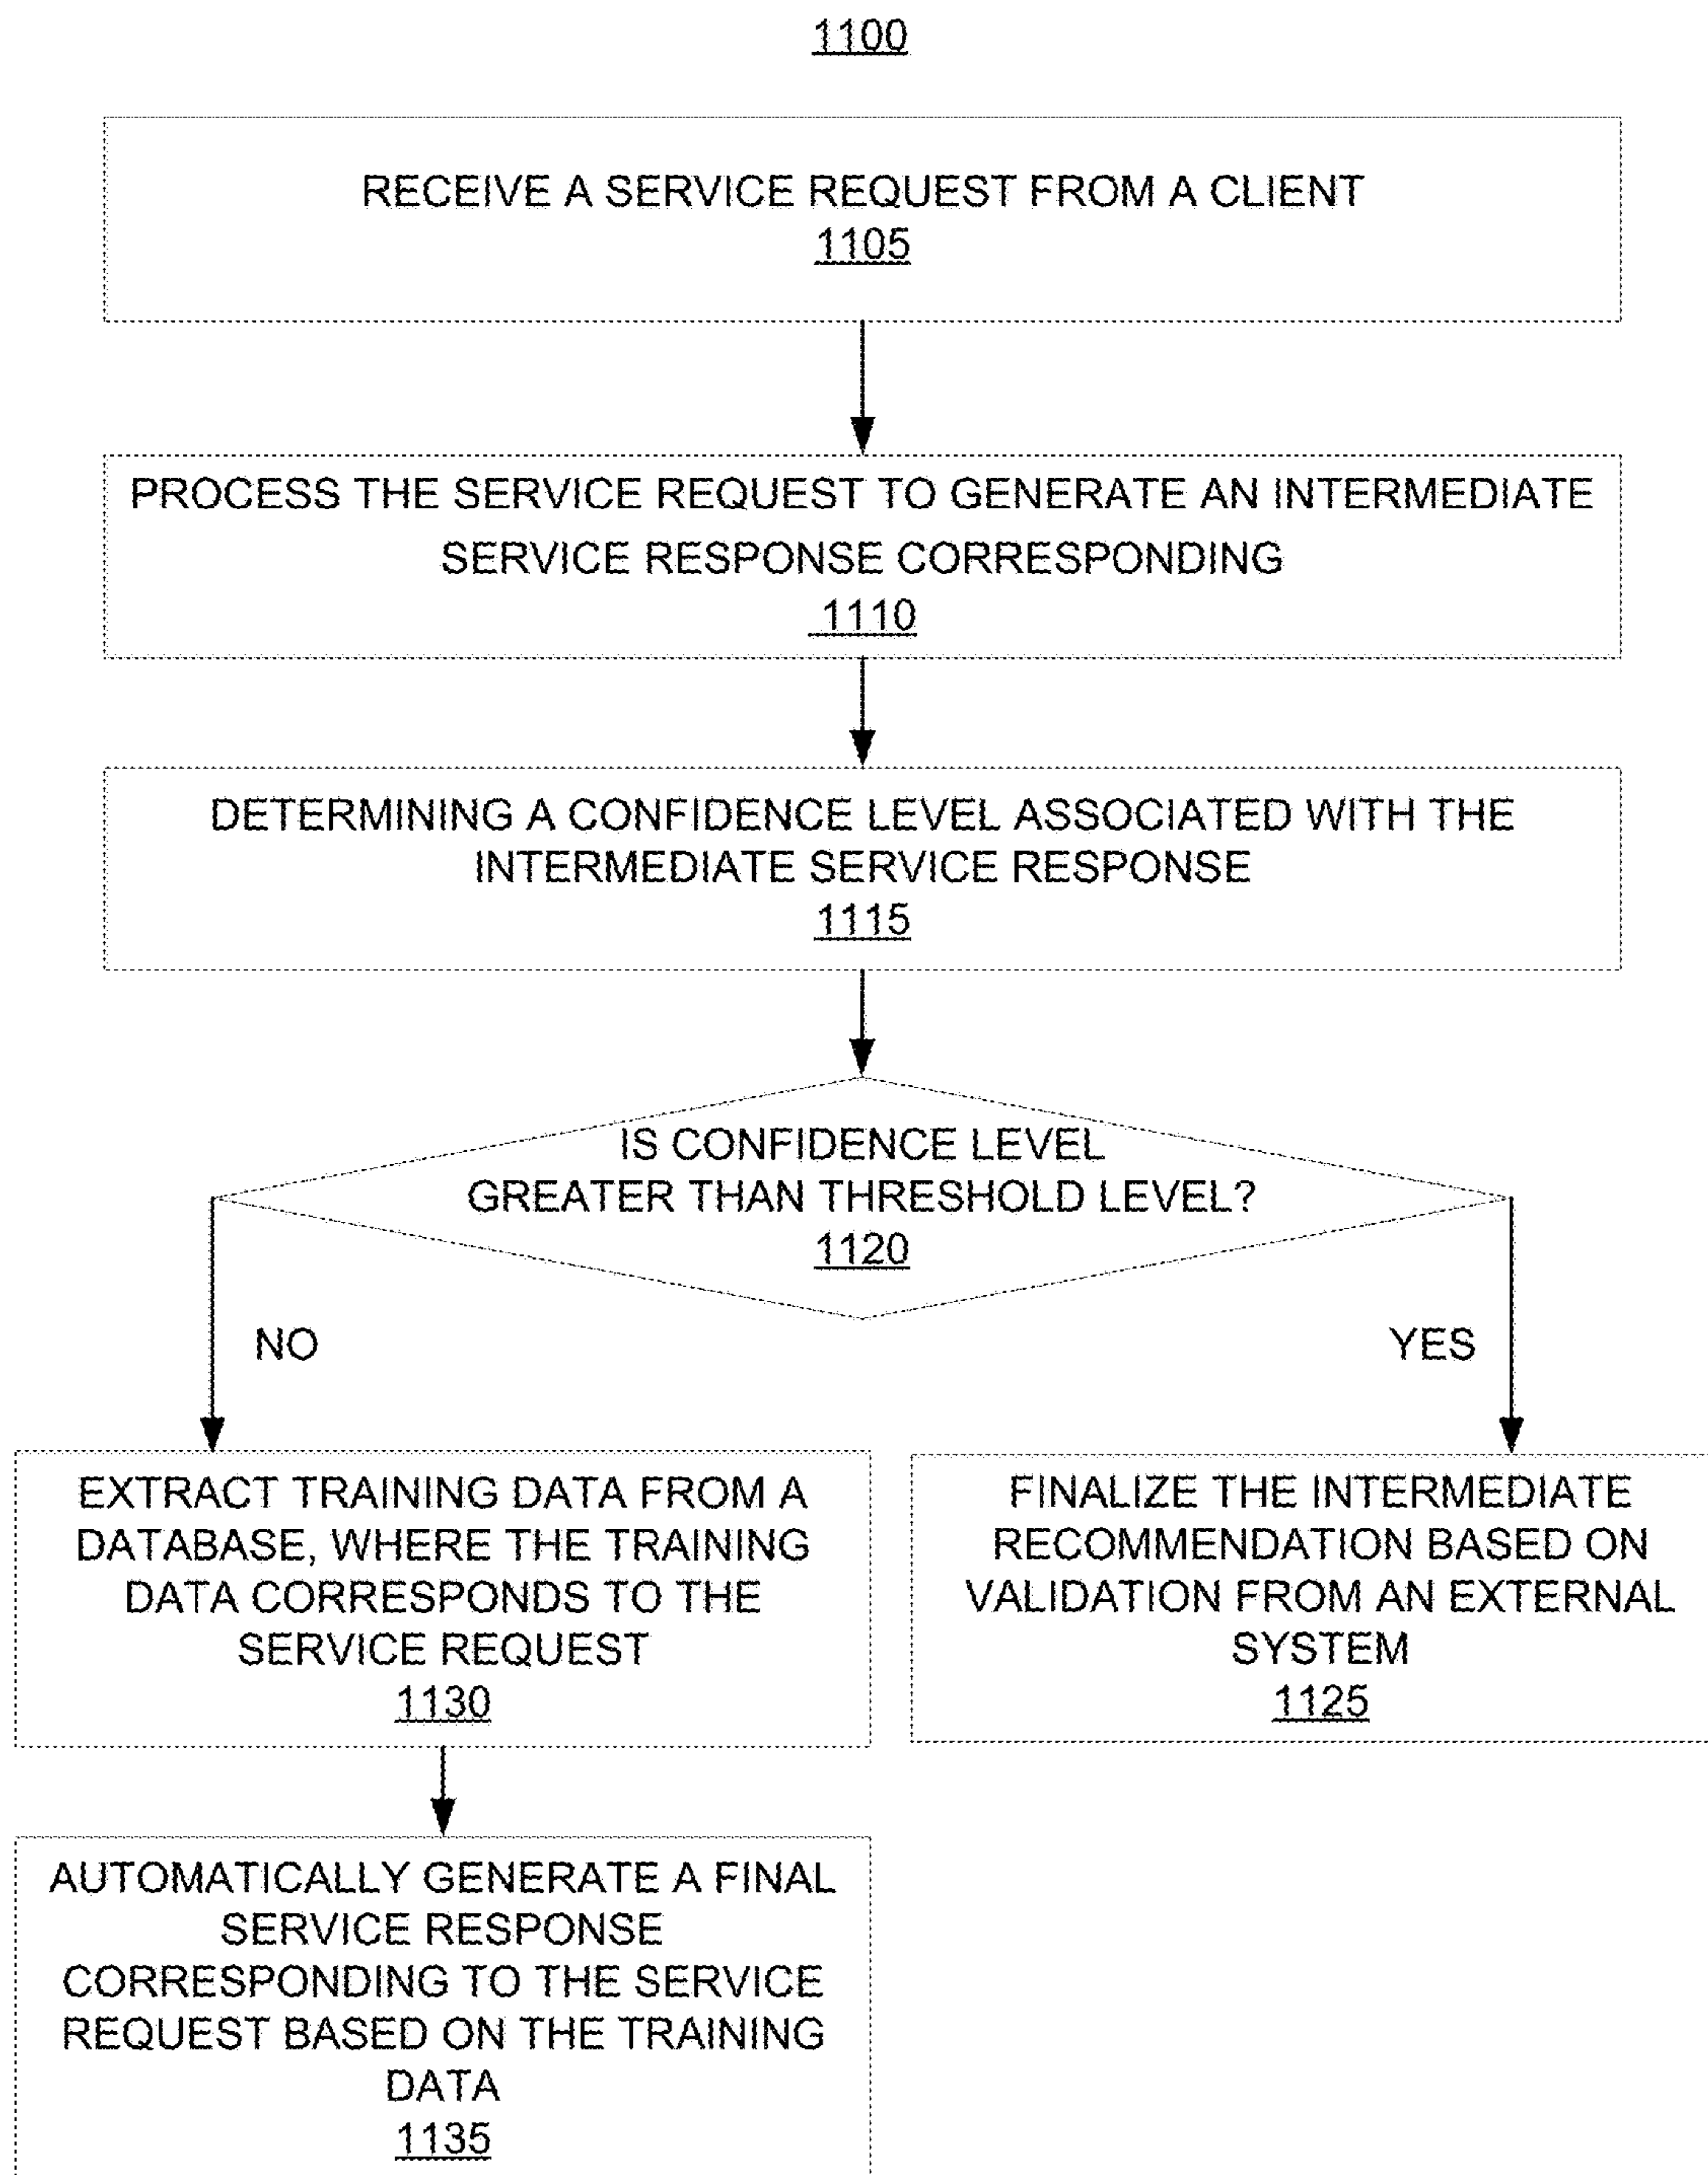 1100
RECEIVE A SERVICE REQUEST FROM A CLIENT
1105
PROCESS THE SERVICE REQUEST TO GENERATE AN INTERMEDIATE
SERVICE RESPONSE CORRESPONDING
1110
DETERMINING A CONFIDENCE LEVEL ASSOCIATED WITH THE
INTERMEDIATE SERVICE RESPONSE
1115
IS CONFIDENCE LEVEL
GREATER THAN THRESHOLD LEVEL?
1120
NO
YES
EXTRACT TRAINING DATA FROM A
DATABASE, WHERE THE TRAINING
DATA CORRESPONDS TO THE
SERVICE REQUEST
1130
FINALIZE THE INTERMEDIATE
RECOMMENDATION BASED ON
VALIDATION FROM AN EXTERNAL
SYSTEM
1125
AUTOMATICALLY GENERATE A FINAL
SERVICE RESPONSE
CORRESPONDING TO THE SERVICE
REQUEST BASED ON THE TRAINING
DATA
1135